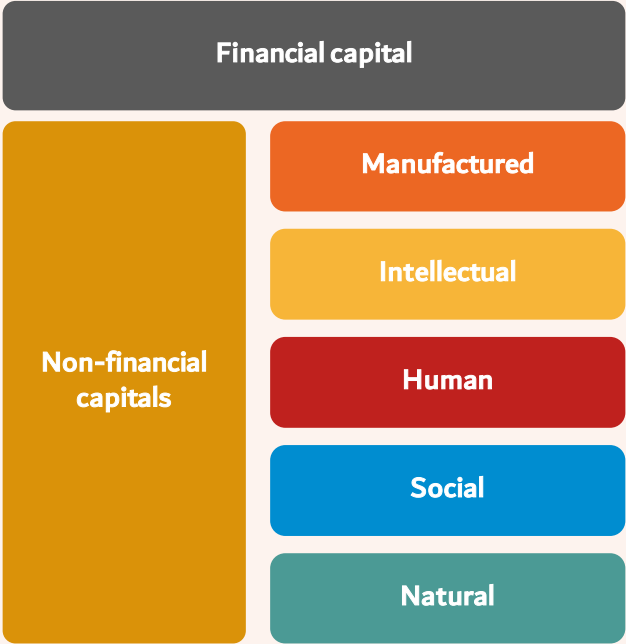 Financial capital
Non-financial
capitals
Manufactured
Intellectual
Human
Social
Natural